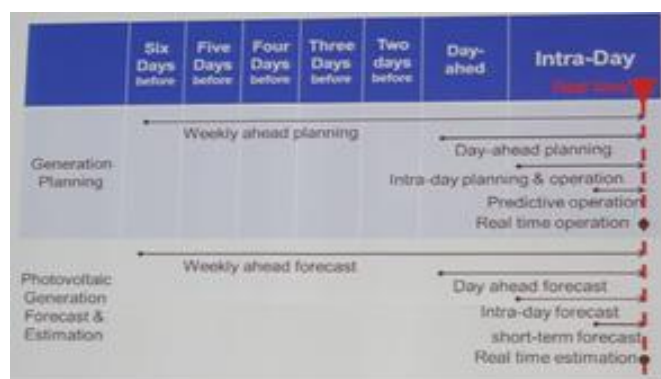 Six
Days
before
Five
Days
before
Four
Days
before
Three
Days
before
Two
days
before
Day-
ahed
Intra-Day
Real time
Generation
Planning
Weekly ahead planning
Day-ahead planning
Intra-day planning & operation
Predictive operation
Real time operation
Photovoltaic
Generation
Forecast &
Estimation
Weekly ahead forecast
Day ahead forecast
Intra-day forecast
short-term forecast
Real time estimation